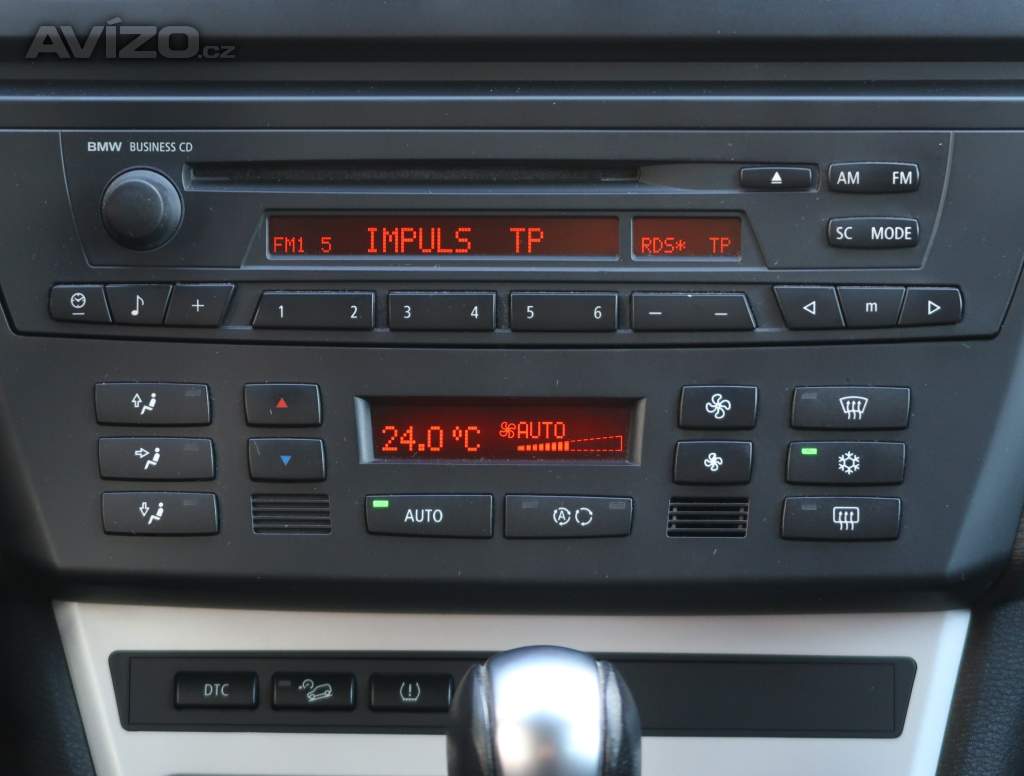 AVÍZO.cz
BMW BUSINESS CD
AM FM
SC MODE
FM1 5 IMPULS TP RDS* TP
+ 1 2 3 4 5 6 — — m
24.0 ºC AUTO
AUTO A
DTC (!)